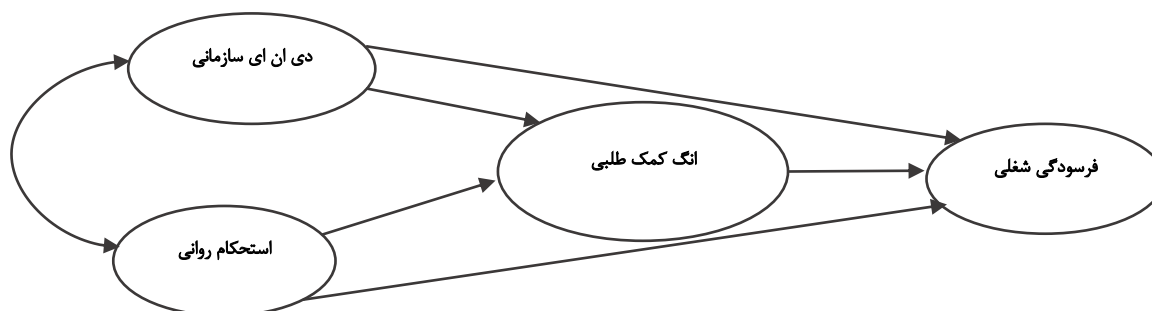 دی ان ای سازمانی
انگ کمک طلبی
فرسودگی شغلی
استحکام روانی